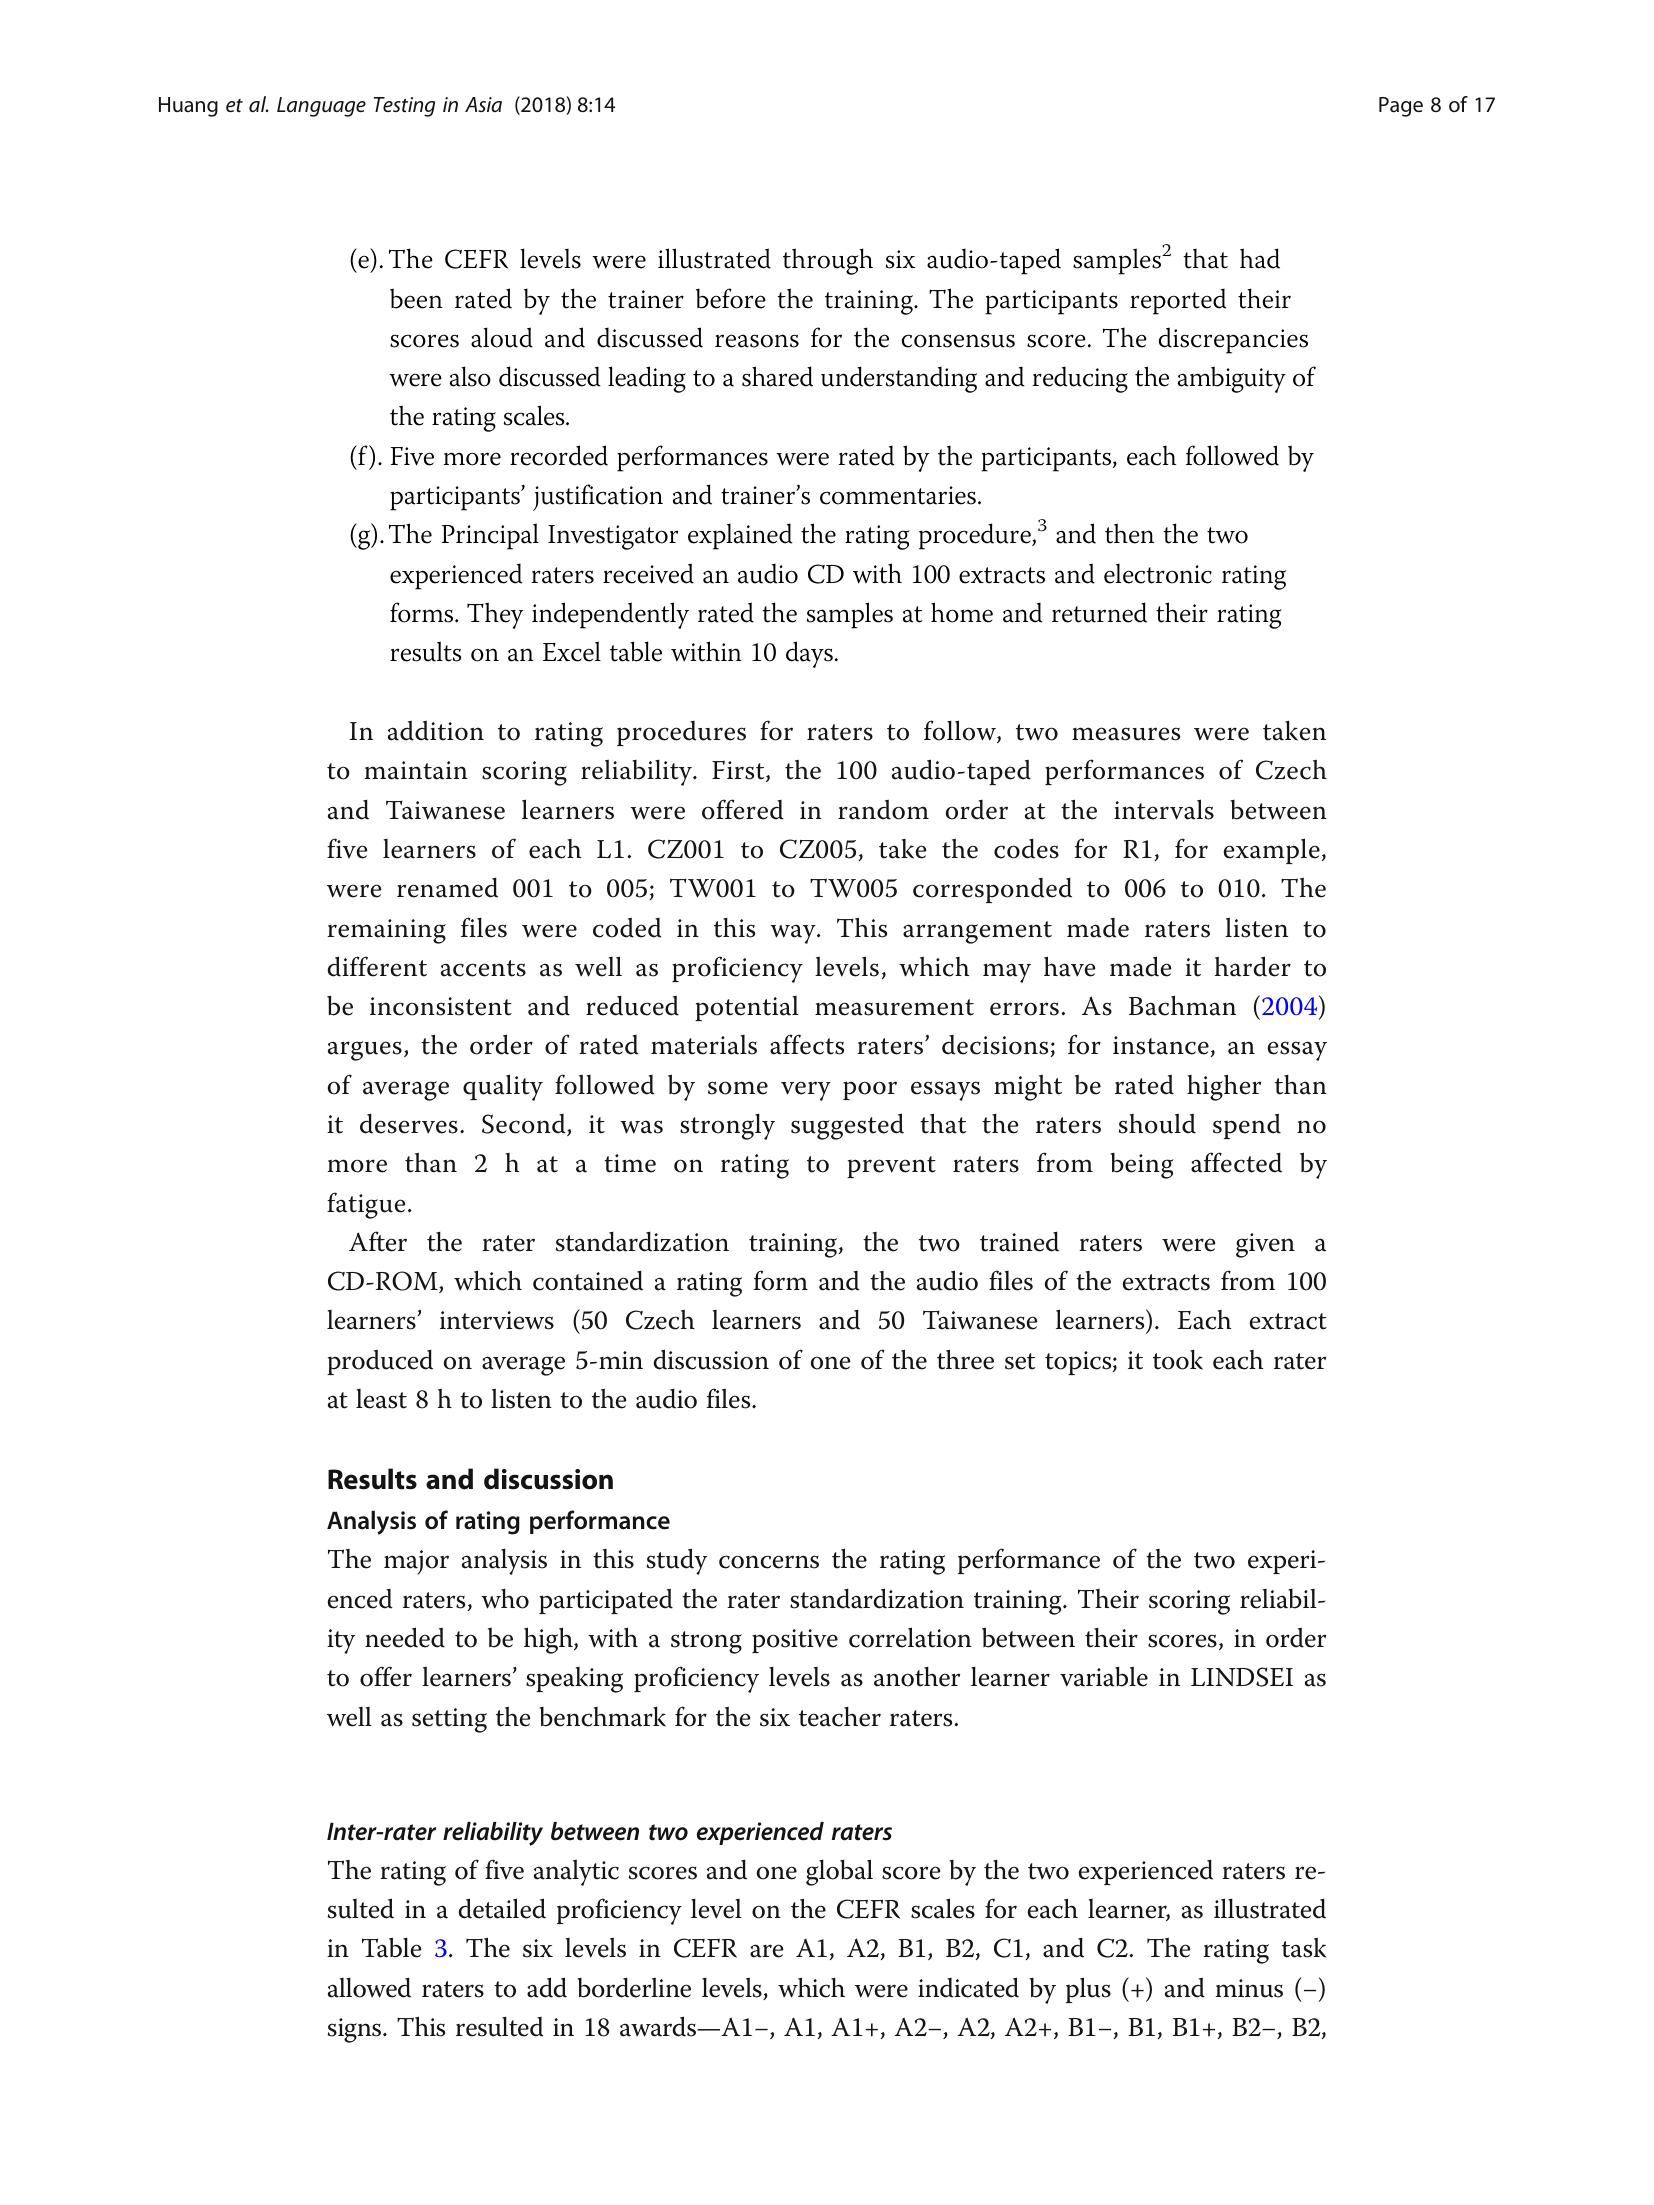 Huang et al. Language Testing in Asia (2018) 8:14
Page 8 of 17
(e). The CEFR levels were illustrated through six audio-taped samples2 that had
been rated by the trainer before the training. The participants reported their
scores aloud and discussed reasons for the consensus score. The discrepancies
were also discussed leading to a shared understanding and reducing the ambiguity of
the rating scales.
(f). Five more recorded performances were rated by the participants, each followed by
participants’ justification and trainer’s commentaries.
(g). The Principal Investigator explained the rating procedure,3 and then the two
experienced raters received an audio CD with 100 extracts and electronic rating
forms. They independently rated the samples at home and returned their rating
results on an Excel table within 10 days.
In addition to rating procedures for raters to follow, two measures were taken
to maintain scoring reliability. First, the 100 audio-taped performances of Czech
and Taiwanese learners were offered in random order at the intervals between
five learners of each L1. CZ001 to CZ005, take the codes for R1, for example,
were renamed 001 to 005; TW001 to TW005 corresponded to 006 to 010. The
remaining files were coded in this way. This arrangement made raters listen to
different accents as well as proficiency levels, which may have made it harder to
be inconsistent and reduced potential measurement errors. As Bachman (2004)
argues, the order of rated materials affects raters’ decisions; for instance, an essay
of average quality followed by some very poor essays might be rated higher than
it deserves. Second, it was strongly suggested that the raters should spend no
more than 2 h at a time on rating to prevent raters from being affected by
fatigue.
After the rater standardization training, the two trained raters were given a
CD-ROM, which contained a rating form and the audio files of the extracts from 100
learners’ interviews (50 Czech learners and 50 Taiwanese learners). Each extract
produced on average 5-min discussion of one of the three set topics; it took each rater
at least 8 h to listen to the audio files.
Results and discussion
Analysis of rating performance
The major analysis in this study concerns the rating performance of the two experi-
enced raters, who participated the rater standardization training. Their scoring reliabil-
ity needed to be high, with a strong positive correlation between their scores, in order
to offer learners’ speaking proficiency levels as another learner variable in LINDSEI as
well as setting the benchmark for the six teacher raters.
Inter-rater reliability between two experienced raters
The rating of five analytic scores and one global score by the two experienced raters re-
sulted in a detailed proficiency level on the CEFR scales for each learner, as illustrated
in Table 3. The six levels in CEFR are A1, A2, B1, B2, C1, and C2. The rating task
allowed raters to add borderline levels, which were indicated by plus (+) and minus (–)
signs. This resulted in 18 awards—A1–, A1, A1+, A2–, A2, A2+, B1–, B1, B1+, B2–, B2,